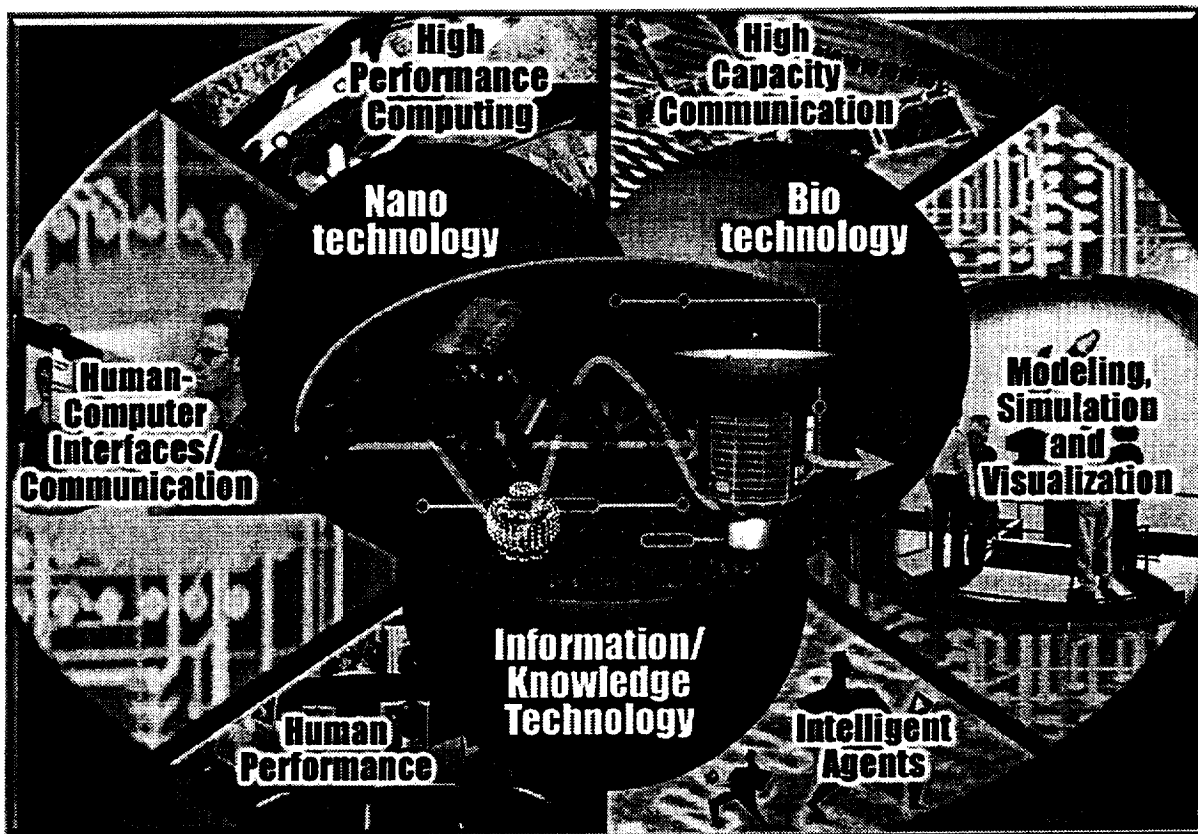 High
Performance
Computing
High
Capacity
Communication
Nano
technology
Bio
technology
Human-
Computer
Interfaces/
Communication
Modeling,
Simulation
and
Visualization
Information/
Knowledge
Technology
Human
Performance
Intelligent
Agents